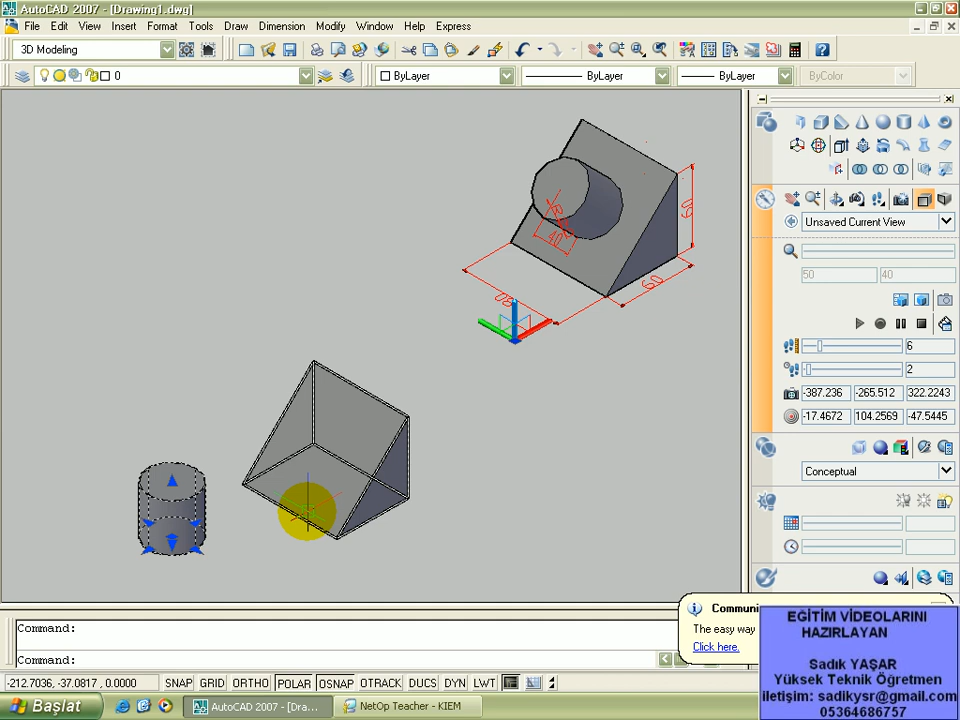 AutoCAD 2007 - [Drawing1.dwg]
File Edit View Insert Format Tools Draw Dimension Modify Window Help Express
3D Modeling
0 ByLayer ByLayer ByLayer ByColor
Unsaved Current View
50 40
6
2
-387.236 -265.512 322.2243
-17.4672 104.2569 -47.5445
Conceptual
60
40
80
60
Command:
Command:
Communi
The easy way
Click here.
-212.7036, -37.0817 , 0.0000 SNAP GRID ORTHO POLAR OSNAP OTRACK DUCS DYN LWT
Başlat AutoCAD 2007 - [Dra... NetOp Teacher - KIEM
EĞİTİM VİDEOLARINI
HAZIRLAYAN
Sadık YAŞAR
Yüksek Teknik Öğretmen
iletişim: sadikysr@gmail.com
05364686757